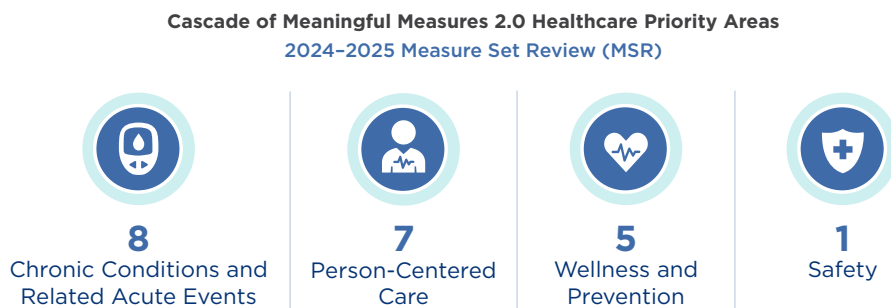 Cascade of Meaningful Measures 2.0 Healthcare Priority Areas
2024–2025 Measure Set Review (MSR)
8
Chronic Conditions and
Related Acute Events
7
Person-Centered
Care
5
Wellness and
Prevention
1
Safety